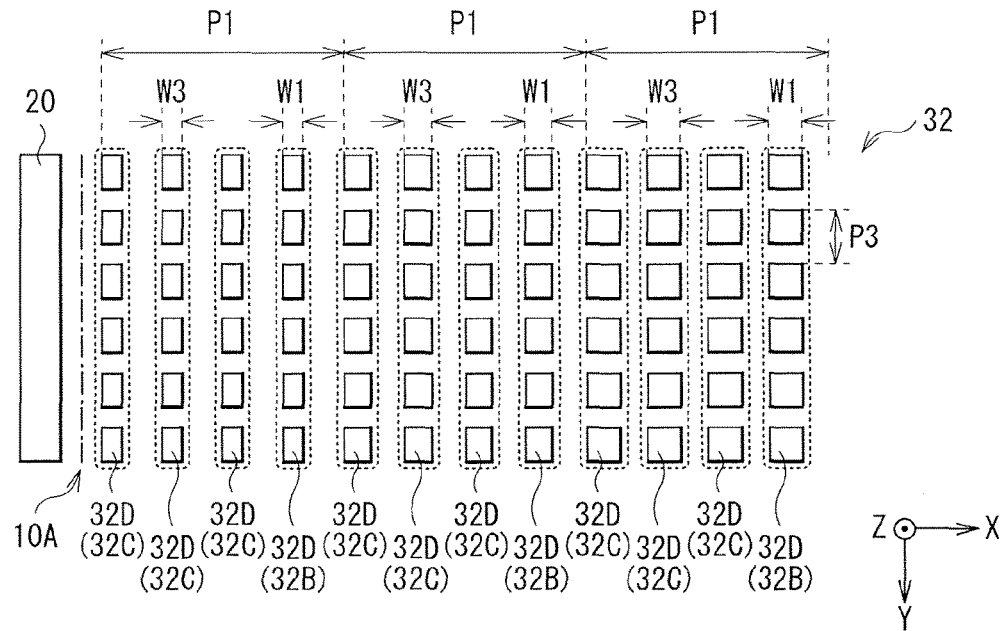 P1 P1 P1
W3 W1 W3 W1 W3 W1
20
32
P3
10A
32D 32D 32D 32D 32D 32D
(32C) 32D (32C) 32D (32C) 32D (32C) 32D (32C) 32D (32C) 32D
(32C) (32B) (32C) (32B) (32C) (32B)
Z X
Y